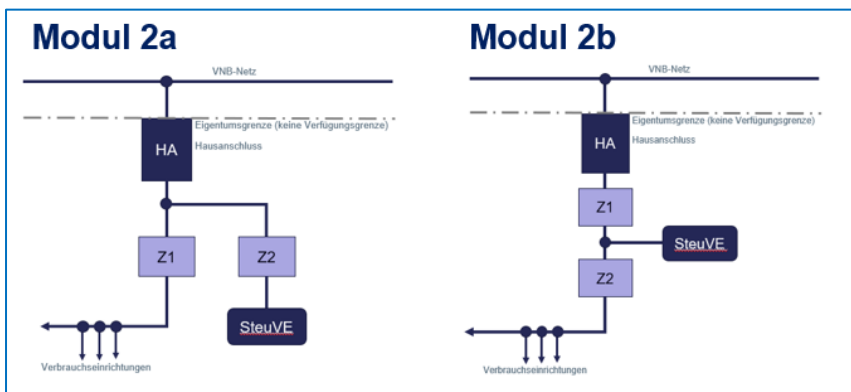 Modul 2a
VNB-Netz
Eigentumsgrenze (keine Verfügungsgrenze)
HA
Hausanschluss
Z1
Z2
SteuVE
Verbrauchseinrichtungen
Modul 2b
VNB-Netz
Eigentumsgrenze (keine Verfügungsgrenze)
HA
Hausanschluss
Z1
SteuVE
Z2
Verbrauchseinrichtungen